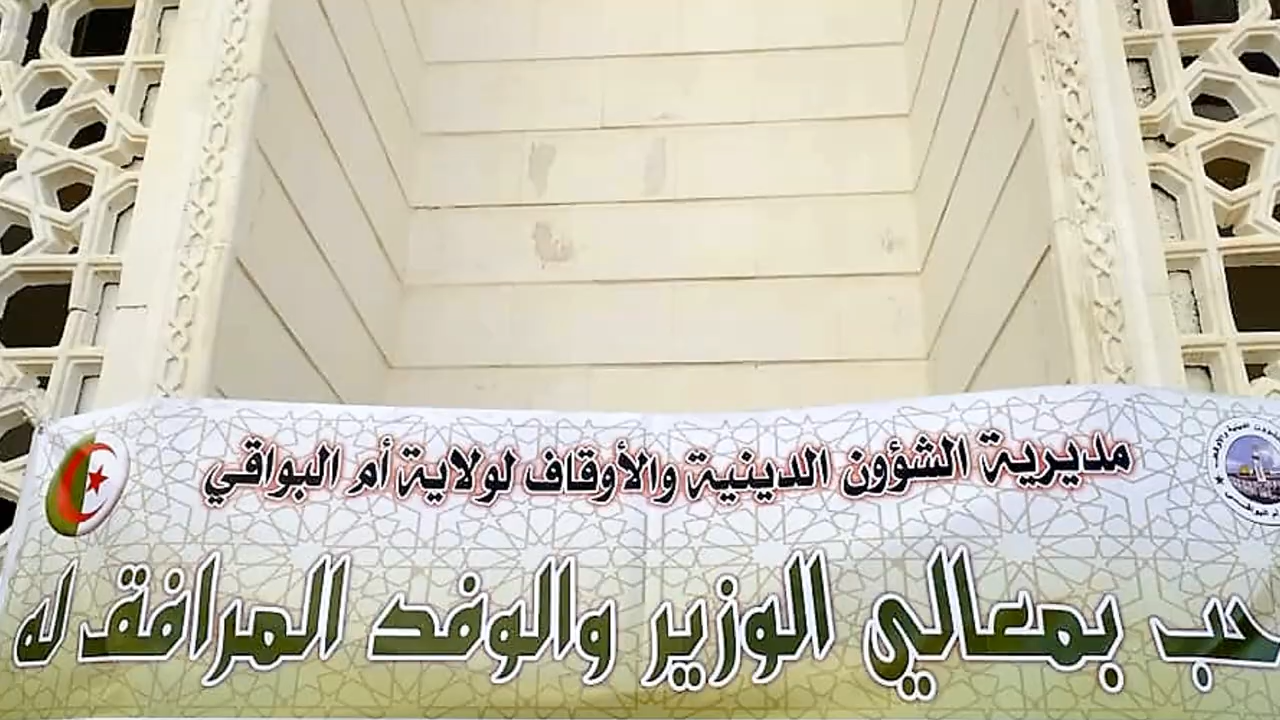 مديرية الشؤون الدينية والأوقاف لولاية أم البواقي
حب بمعالي الوزير والوفد المرافق له